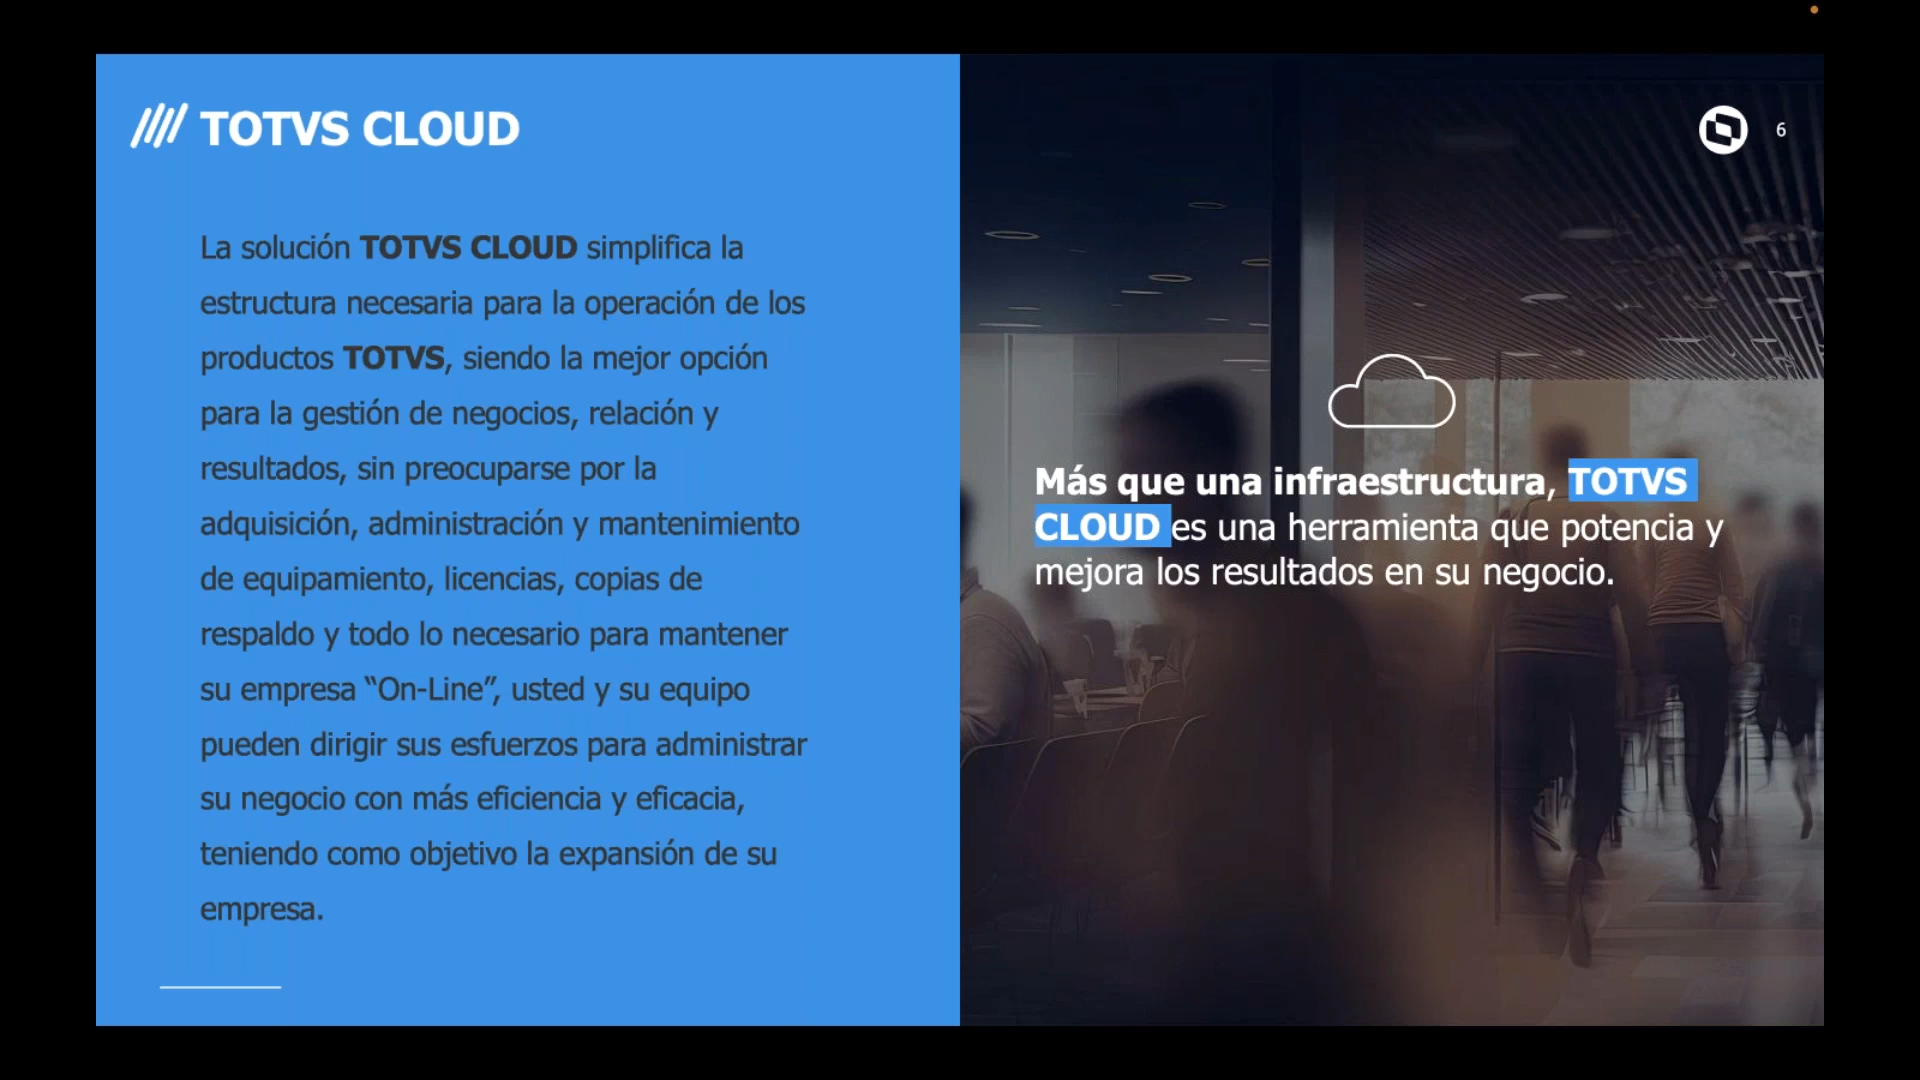 TOTVS CLOUD
La solución TOTVS CLOUD simplifica la
estructura necesaria para la operación de los
productos TOTVS, siendo la mejor opción
para la gestión de negocios, relación y
resultados, sin preocuparse por la
adquisición, administración y mantenimiento
de equipamiento, licencias, copias de
respaldo y todo lo necesario para mantener
su empresa “On-Line”, usted y su equipo
pueden dirigir sus esfuerzos para administrar
su negocio con más eficiencia y eficacia,
teniendo como objetivo la expansión de su
empresa.
6
Más que una infraestructura, TOTVS
CLOUD es una herramienta que potencia y
mejora los resultados en su negocio.